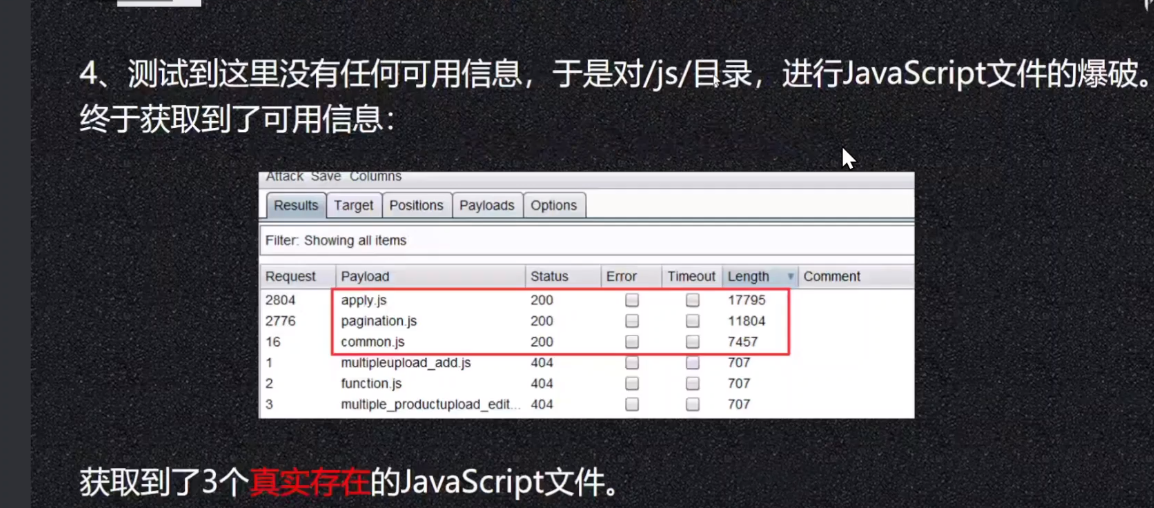 4、测试到这里没有任何可用信息，于是对/js/目录，进行JavaScript文件的爆破。
终于获取到了可用信息：
Attack Save Columns
Results Target Positions Payloads Options
Filter: Showing all items
Request Payload Status Error Timeout Length Comment
2804 apply.js 200 17795
2776 pagination.js 200 11804
16 common.js 200 7457
1 multipleupload_add.js 404 707
2 function.js 404 707
3 multiple_productupload_edit... 404 707
获取到了3个真实存在的JavaScript文件。